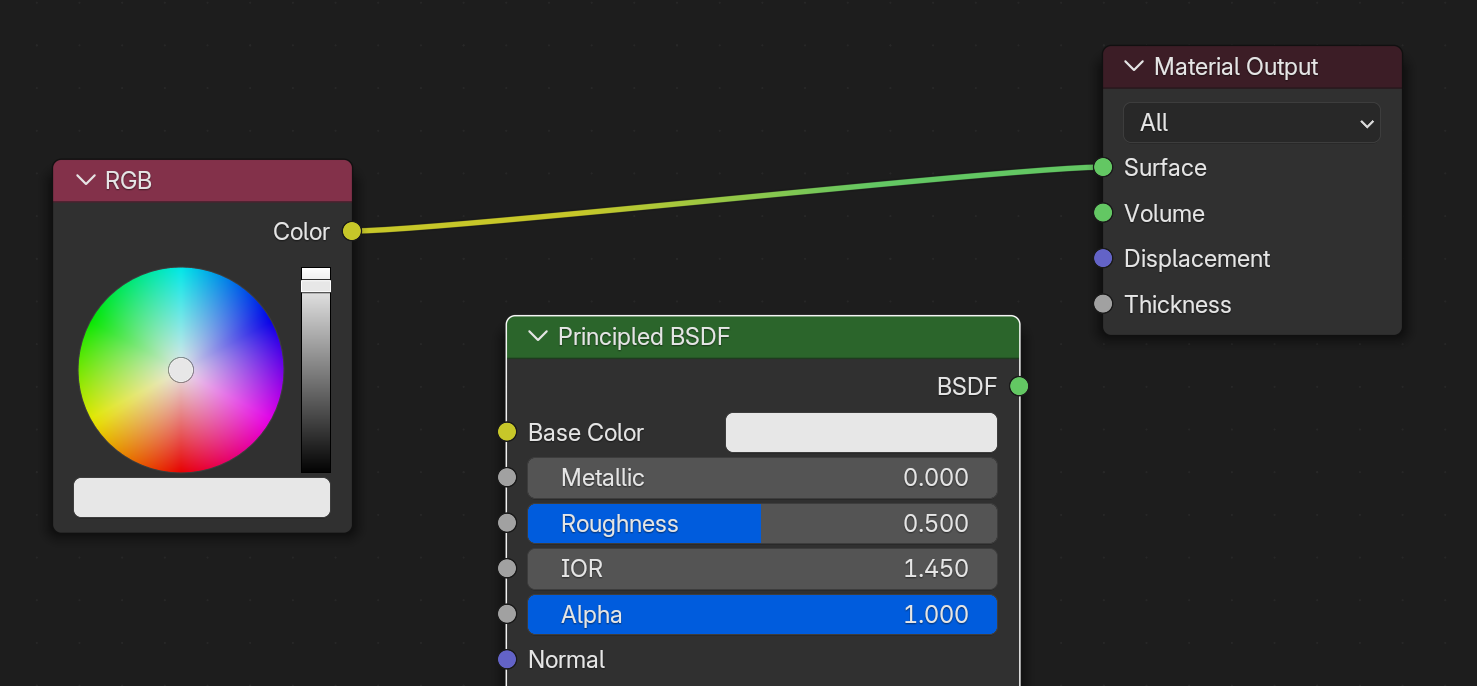 RGB
Color
Principled BSDF
BSDF
Base Color
Metallic 0.000
Roughness 0.500
IOR 1.450
Alpha 1.000
Normal
Material Output
All
Surface
Volume
Displacement
Thickness